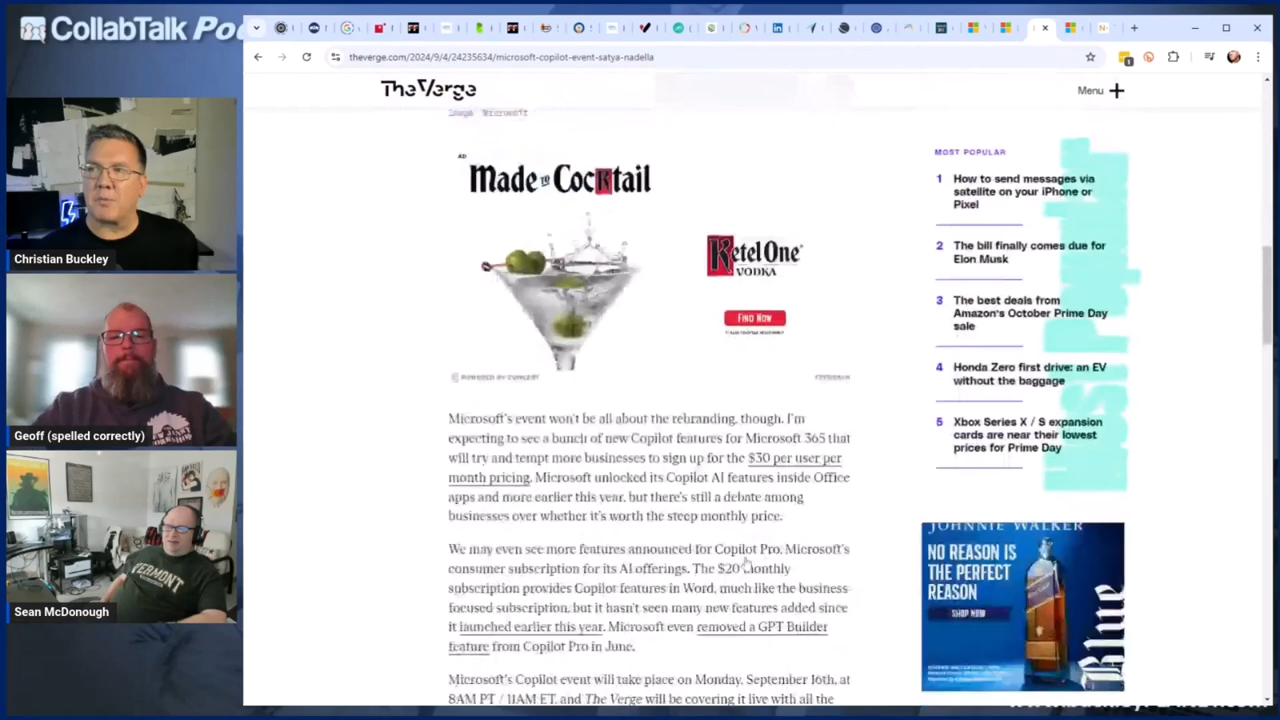 CollabTalk Po
theverge.com/2024/9/4/24235634/microsoft-copilot-event-satya-nadella
1
The Verge
Menu
Image Microsoft
AD
Made to Cocktail
Ketel One
VODKA
Find Now
MOST POPULAR
1 How to send messages via
satellite on your iPhone or
Pixel
2 The bill finally comes due for
Elon Musk
3 The best deals from
Amazon's October Prime Day
sale
4 Honda Zero first drive: an EV
without the baggage
5 Xbox Series X / S expansion
cards are near their lowest
prices for Prime Day
Microsoft's event won't be all about the rebranding, though. I'm
expecting to see a bunch of new Copilot features for Microsoft 365 that
will try and tempt more businesses to sign up for the $30 per user per
month pricing. Microsoft unlocked its Copilot AI features inside Office
apps and more earlier this year, but there's still a debate among
businesses over whether it's worth the steep monthly price.
We may even see more features announced for Copilot Pro, Microsoft's
consumer subscription for its AI offerings. The $20 monthly
subscription provides Copilot features in Word, much like the business-
focused subscription, but it hasn't seen many new features added since
it launched earlier this year. Microsoft even removed a GPT Builder
feature from Copilot Pro in June.
Microsoft's Copilot event will take place on Monday, September 16th, at
8AM PT / 11AM ET, and The Verge will be covering it live with all the
JOHNNIE WALKER
NO REASON IS
THE PERFECT
REASON
SHOP NOW
Blue
Christian Buckley
Geoff (spelled correctly)
VERMONT
Sean McDonough